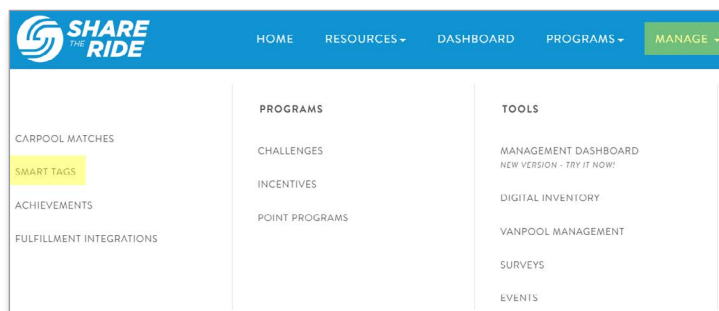 SHARE
THE RIDE
HOME RESOURCES DASHBOARD PROGRAMS MANAGE
CARPOOL MATCHES
SMART TAGS
ACHIEVEMENTS
FULFILLMENT INTEGRATIONS
PROGRAMS
CHALLENGES
INCENTIVES
POINT PROGRAMS
TOOLS
MANAGEMENT DASHBOARD
NEW VERSION - TRY IT NOW!
DIGITAL INVENTORY
VANPOOL MANAGEMENT
SURVEYS
EVENTS